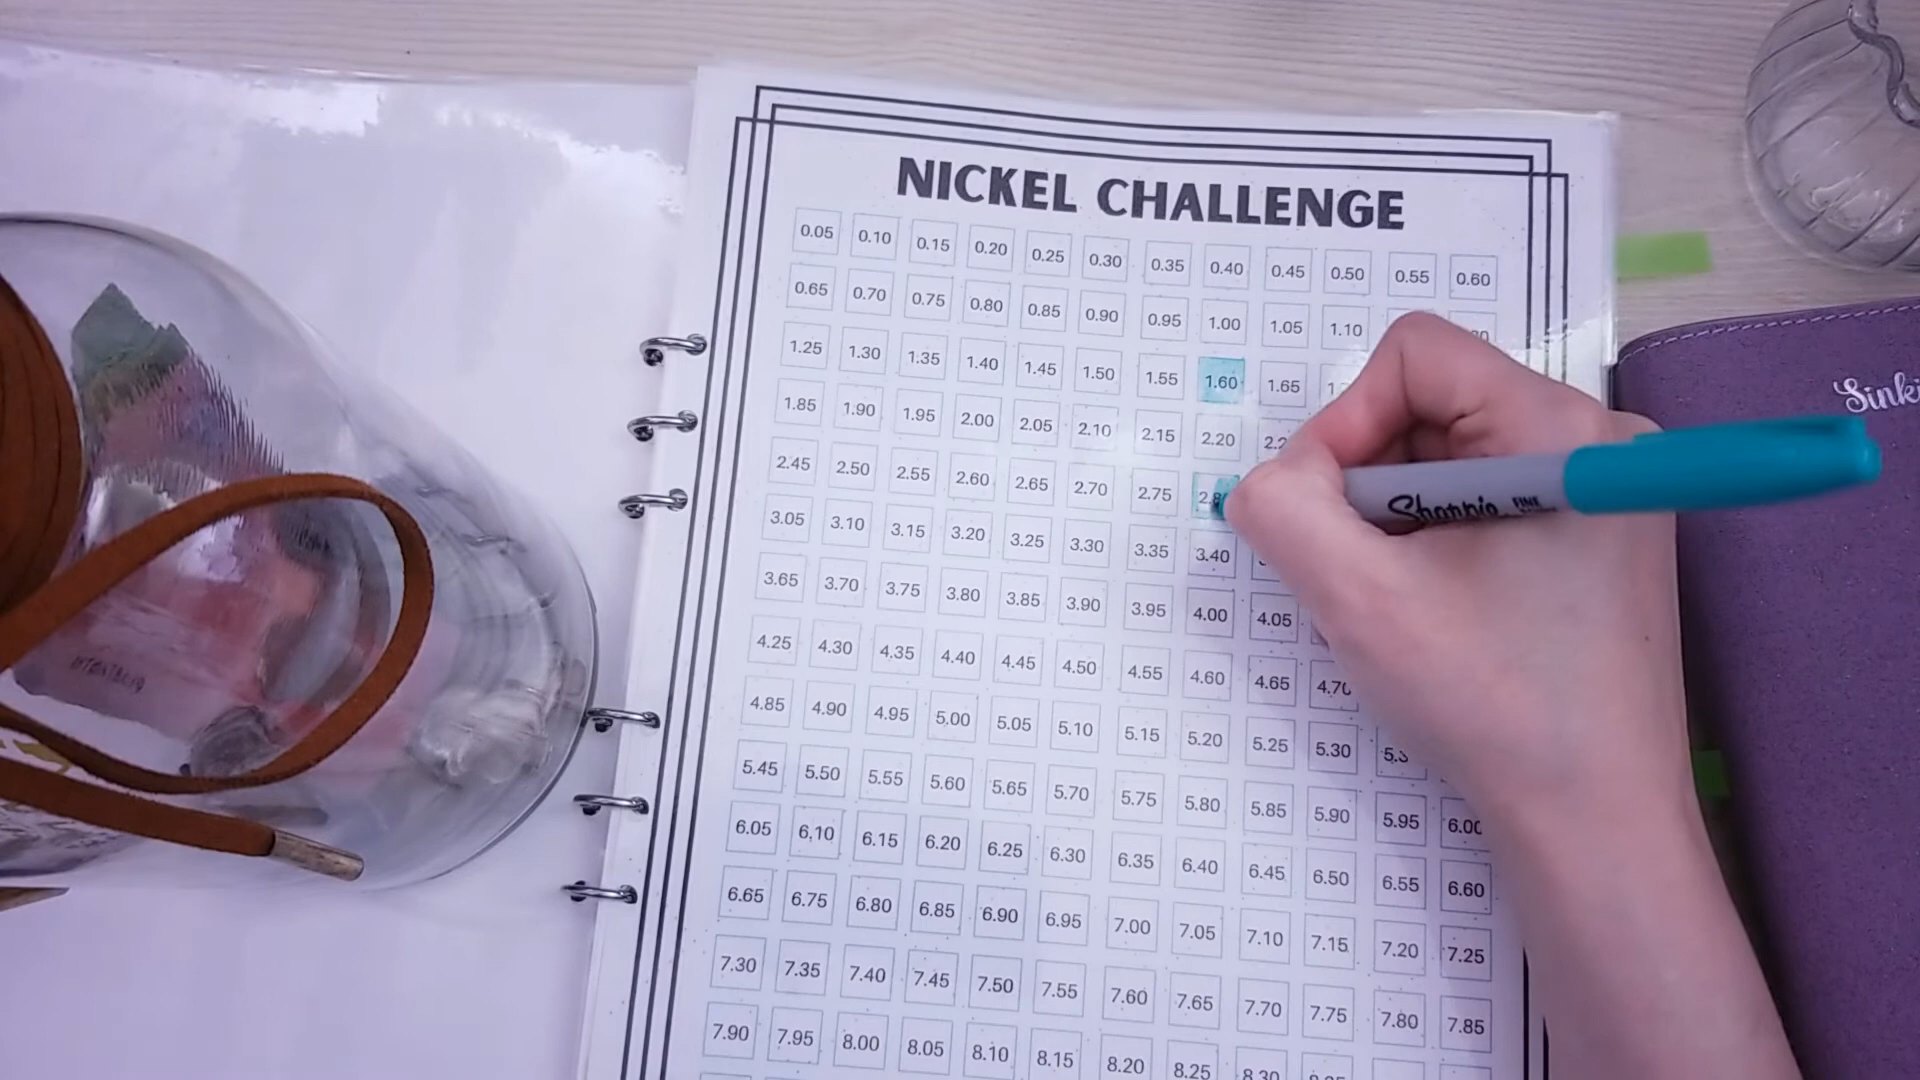 NICKEL CHALLENGE
0.05 0.10 0.15 0.20 0.25 0.30 0.35 0.40 0.45 0.50 0.55 0.60
0.65 0.70 0.75 0.80 0.85 0.90 0.95 1.00 1.05 1.10
1.25 1.30 1.35 1.40 1.45 1.50 1.55 1.60 1.65
1.85 1.90 1.95 2.00 2.05 2.10 2.15 2.20
2.45 2.50 2.55 2.60 2.65 2.70 2.75
3.05 3.10 3.15 3.20 3.25 3.30 3.35 3.40
3.65 3.70 3.75 3.80 3.85 3.90 3.95 4.00 4.05
4.25 4.30 4.35 4.40 4.45 4.50 4.55 4.60 4.65 4.70
4.85 4.90 4.95 5.00 5.05 5.10 5.15 5.20 5.25 5.30
5.45 5.50 5.55 5.60 5.65 5.70 5.75 5.80 5.85 5.90 5.95 6.00
6.05 6.10 6.15 6.20 6.25 6.30 6.35 6.40 6.45 6.50 6.55 6.60
6.65 6.75 6.80 6.85 6.90 6.95 7.00 7.05 7.10 7.15 7.20 7.25
7.30 7.35 7.40 7.45 7.50 7.55 7.60 7.65 7.70 7.75 7.80 7.85
7.90 7.95 8.00 8.05 8.10 8.15 8.20 8.25 8.30
Sharpie FINE